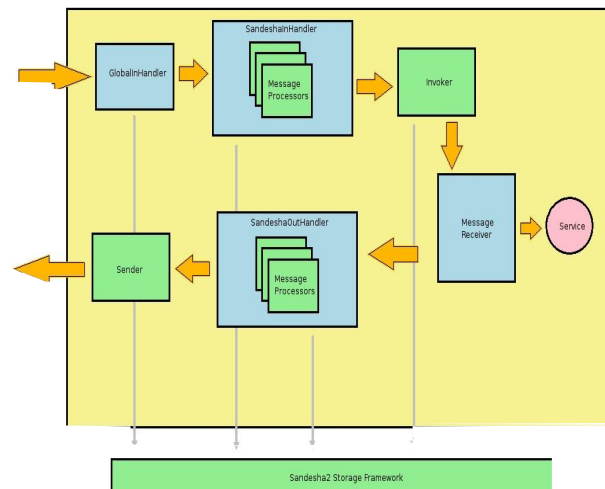 SandeshaInHandler
GlobalInHandler
Message
Processors
Invoker
SandeshaOutHandler
Message
Receiver
Service
Sender
Message
Processors
Sandesha2 Storage Framework